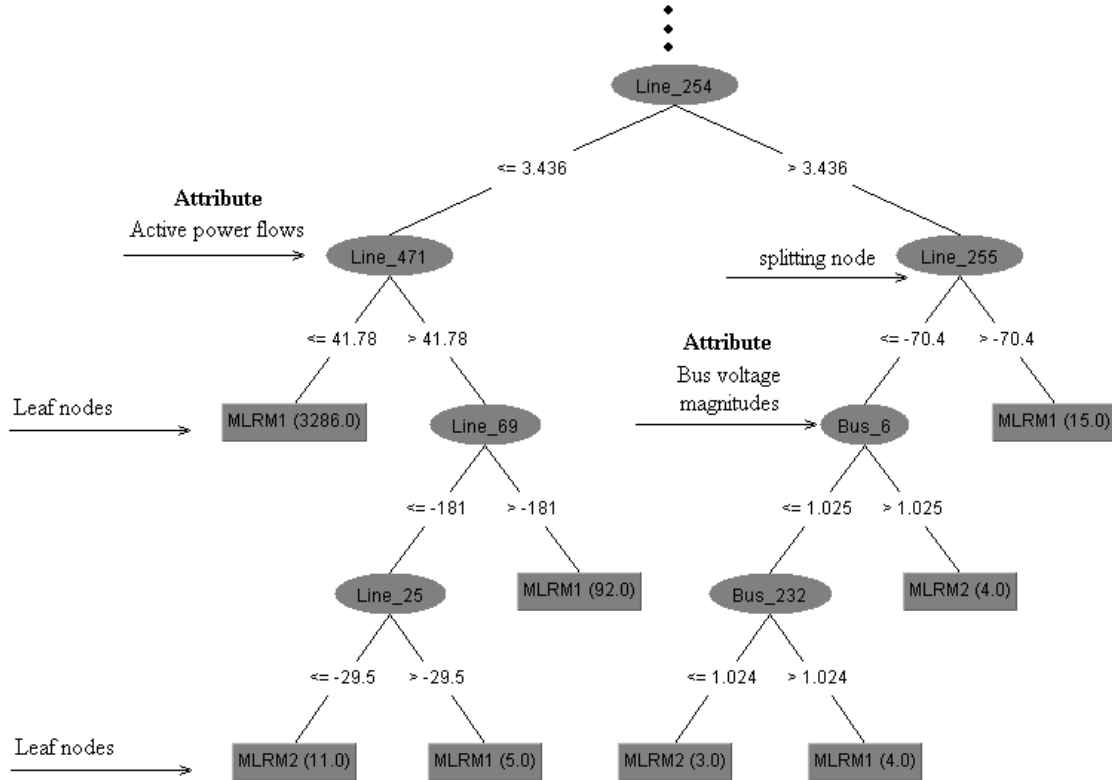 Line_254
<= 3.436
> 3.436
Attribute
Active power flows
Line_471
splitting node
Line_255
<= 41.78
> 41.78
<= -70.4
> -70.4
Attribute
Bus voltage
magnitudes
Leaf nodes
MLRM1 (3286.0)
Line_69
Bus_6
MLRM1 (15.0)
<= -181
> -181
<= 1.025
> 1.025
Line_25
MLRM1 (92.0)
Bus_232
MLRM2 (4.0)
<= -29.5
> -29.5
<= 1.024
> 1.024
Leaf nodes
MLRM2 (11.0)
MLRM1 (5.0)
MLRM2 (3.0)
MLRM1 (4.0)